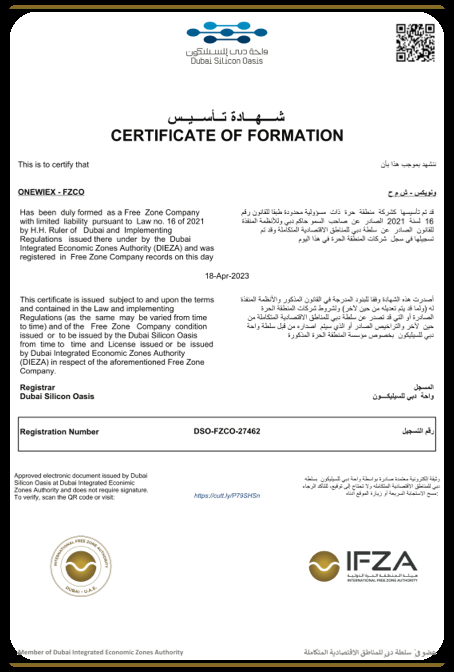 واحة دبي للسيليكون
Dubai Silicon Oasis
شهادة تأسيس
CERTIFICATE OF FORMATION
This is to certify that
نشهد بموجب هذا بأن
ONEWIEX - FZCO
ونويكس - ش م ح
Has been duly formed as a Free Zone Company
with limited liability pursuant to Law no. 16 of 2021
by H.H. Ruler of Dubai and Implementing
Regulations issued there under by the Dubai
Integrated Economic Zones Authority (DIEZA) and was
registered in Free Zone Company records on this day
قد تم تأسيسها كشركة منطقة حرة ذات مسؤولية محدودة طبقا للقانون رقم
16 لسنة 2021 الصادر عن صاحب السمو حاكم دبي وللأنظمة المنفذة
للقانون الصادر عن سلطة دبي للمناطق الاقتصادية المتكاملة وقد تم
تسجيلها في سجل شركات المنطقة الحرة في هذا اليوم
18-Apr-2023
This certificate is issued subject to and upon the terms
and contained in the Law and implementing
Regulations (as the same may be varied from time
to time) and of the Free Zone Company condition
issued or to be issued by the Dubai Silicon Oasis
from time to time and License issued or be issued
by Dubai Integrated Economic Zones Authority
(DIEZA) in respect of the aforementioned Free Zone
Company.
أصدرت هذه الشهادة وفقا للبنود المدرجة في القانون المذكور والأنظمة المنفذة
له (ولما قد يتم تعديله من حين لآخر) ولشروط شركات المنطقة الحرة
الصادرة أو التي قد تصدر عن سلطة دبي للمناطق الاقتصادية المتكاملة من
حين لآخر والتراخيص الصادر أو الذي سيتم اصداره من قبل سلطة واحة
دبي للسيليكون بخصوص مؤسسة المنطقة الحرة المذكورة
Registrar
Dubai Silicon Oasis
المسجل
واحة دبي للسيليكون
Registration Number
DSO-FZCO-27462
رقم التسجيل
Approved electronic document issued by Dubai
Silicon Oasis at Dubai Integrated Econimic
Zones Authority and does not require signature.
To verify, scan the QR code or visit:
https://cutt.ly/P79SHSn
وثيقة إلكترونية معتمدة صادرة بواسطة واحة دبي للسيليكون بسلطة
دبي للمناطق الاقتصادية المتكاملة ولا تحتاج إلى توقيع، للتأكد الرجاء
مسح الاستجابة السريعة أو زيارة الموقع أدناه:
INTERNATIONAL FREE ZONE AUTHORITY
DUBAI - U.A.E.
IFZA
هيئة المنطقة الحرة الدولية
INTERNATIONAL FREE ZONE AUTHORITY
Member of Dubai Integrated Economic Zones Authority
عضو في سلطة دبي للمناطق الاقتصادية المتكاملة